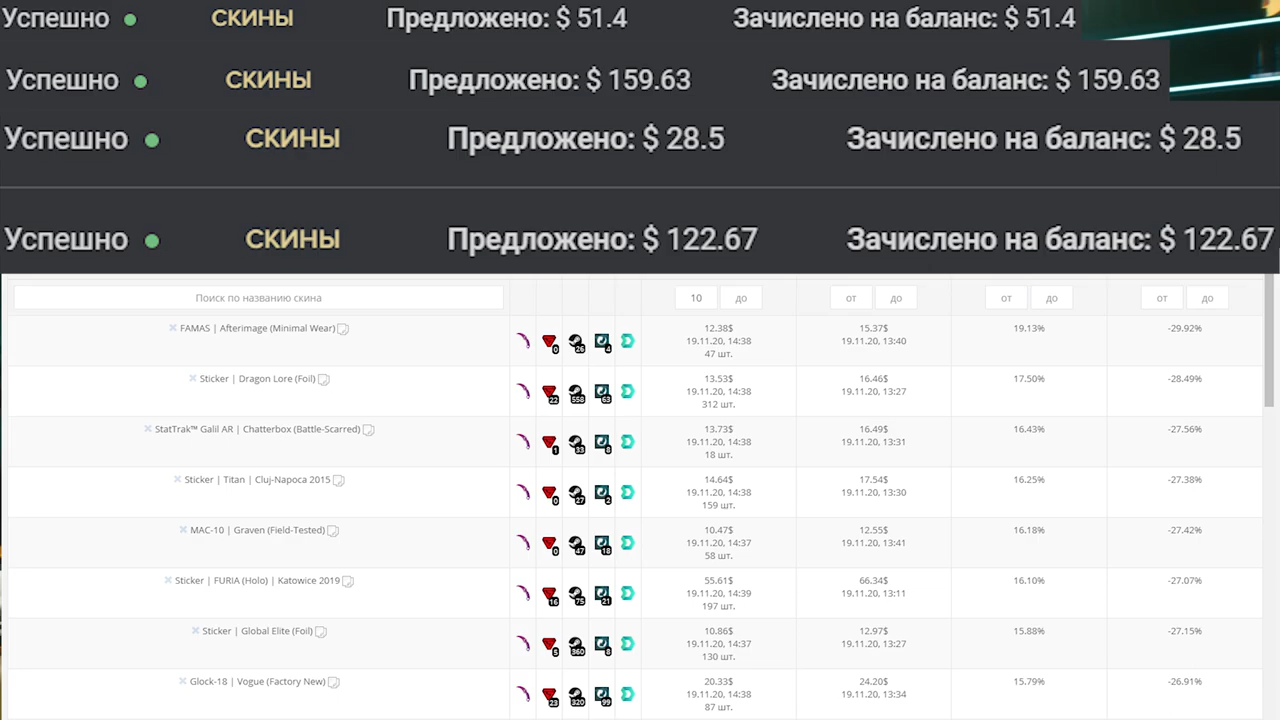 Успешно СКИНЫ Предложено: $ 51.4 Зачислено на баланс: $ 51.4
Успешно СКИНЫ Предложено: $ 159.63 Зачислено на баланс: $ 159.63
Успешно СКИНЫ Предложено: $ 28.5 Зачислено на баланс: $ 28.5
Успешно СКИНЫ Предложено: $ 122.67 Зачислено на баланс: $ 122.67
Поиск по названию скина 10 до от до от до от до
FAMAS | Afterimage (Minimal Wear) 12.38$ 15.37$ 19.13% -29.92%
0 26 4 19.11.20, 14:38 19.11.20, 13:40
47 шт.
Sticker | Dragon Lore (Foil) 13.53$ 16.46$ 17.50% -28.49%
22 558 63 19.11.20, 14:38 19.11.20, 13:27
312 шт.
StatTrak™ Galil AR | Chatterbox (Battle-Scarred) 13.73$ 16.49$ 16.43% -27.56%
1 33 8 19.11.20, 14:38 19.11.20, 13:31
18 шт.
Sticker | Titan | Cluj-Napoca 2015 14.64$ 17.54$ 16.25% -27.38%
0 27 2 19.11.20, 14:38 19.11.20, 13:30
159 шт.
MAC-10 | Graven (Field-Tested) 10.47$ 12.55$ 16.18% -27.42%
0 47 18 19.11.20, 14:37 19.11.20, 13:41
58 шт.
Sticker | FURIA (Holo) | Katowice 2019 55.61$ 66.34$ 16.10% -27.07%
16 75 21 19.11.20, 14:39 19.11.20, 13:11
197 шт.
Sticker | Global Elite (Foil) 10.86$ 12.97$ 15.88% -27.15%
5 360 8 19.11.20, 14:37 19.11.20, 13:27
130 шт.
Glock-18 | Vogue (Factory New) 20.33$ 24.20$ 15.79% -26.91%
23 320 99 19.11.20, 14:38 19.11.20, 13:34
87 шт.